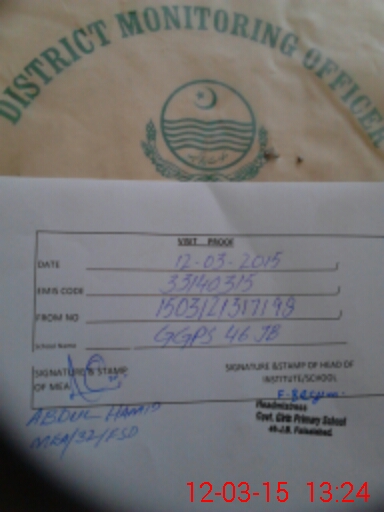 DISTRICT MONITORING OFFICER
VISIT PROOF
DATE 12-03-2015
EMIS CODE 33140315
FROM NO
School Name GGPS 46 JB
SIGNATURE & STAMP OF MEA
SIGNATURE & STAMP OF HEAD OF INSTITUTE/SCHOOL
ABDUL HAMID
MEA/32/FSD
Headmistress
Govt. Girls Primary School
46-J.B. Faisalabad.
12-03-15 13:24